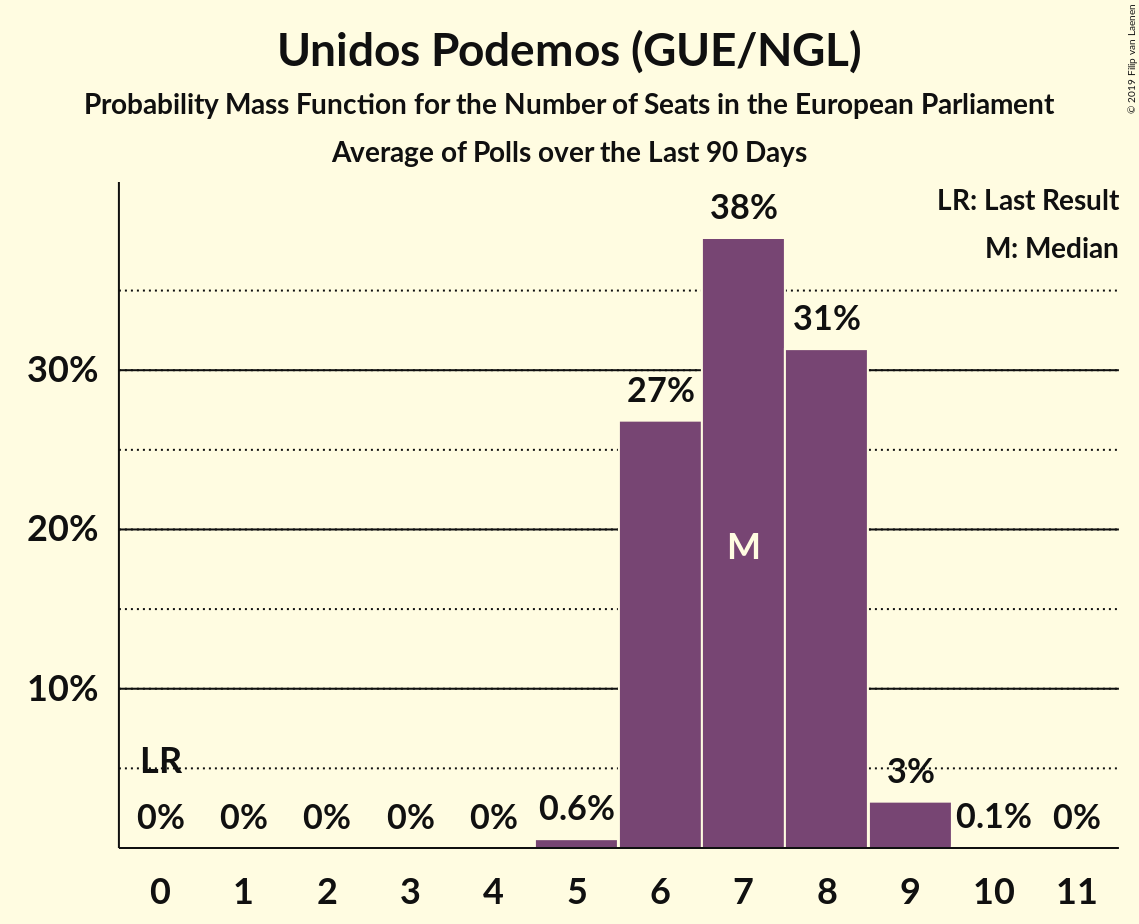 Unidos Podemos (GUE/NGL)
Probability Mass Function for the Number of Seats in the European Parliament
Average of Polls over the Last 90 Days
© 2019 Filip van Laenen
LR: Last Result
M: Median
38%
31%
30%
27%
20%
M
10%
LR
3%
0% 0% 0% 0% 0% 0.6% 0.1% 0%
0 1 2 3 4 5 6 7 8 9 10 11